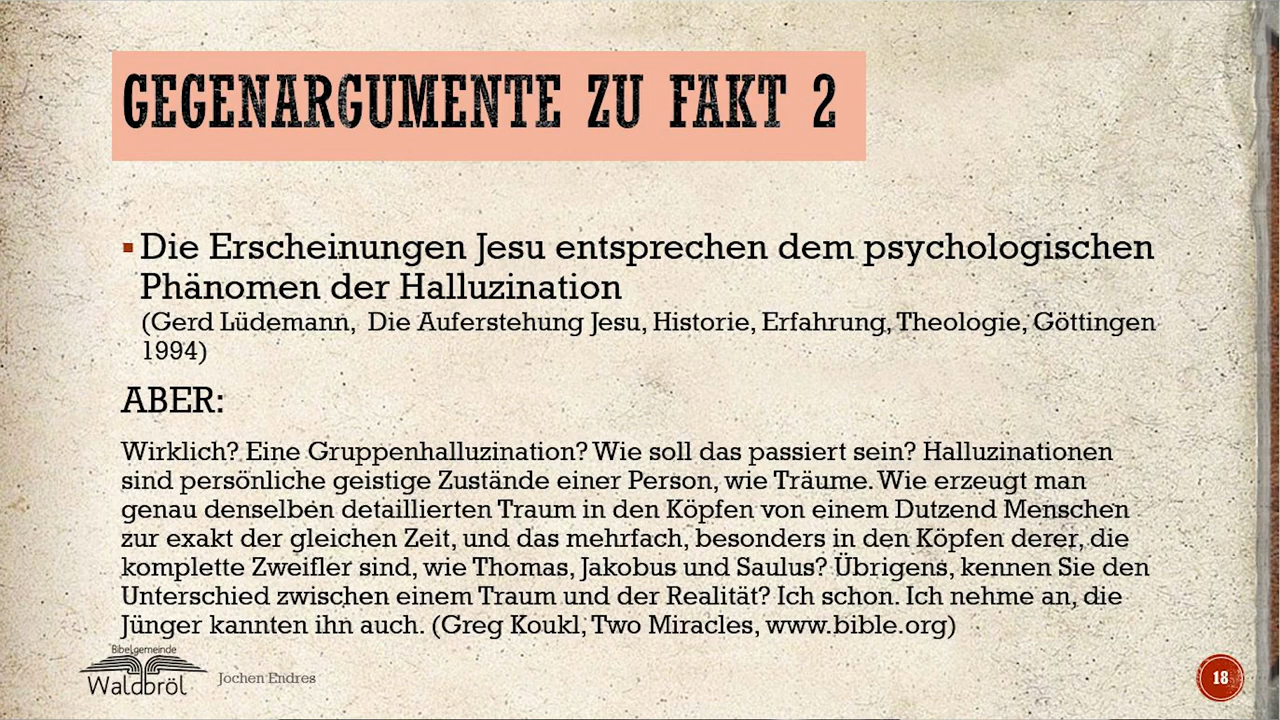 GEGENARGUMENTE ZU FAKT 2
▪ Die Erscheinungen Jesu entsprechen dem psychologischen
Phänomen der Halluzination
(Gerd Lüdemann, Die Auferstehung Jesu, Historie, Erfahrung, Theologie, Göttingen
1994)
ABER:
Wirklich? Eine Gruppenhalluzination? Wie soll das passiert sein? Halluzinationen
sind persönliche geistige Zustände einer Person, wie Träume. Wie erzeugt man
genau denselben detaillierten Traum in den Köpfen von einem Dutzend Menschen
zur exakt der gleichen Zeit, und das mehrfach, besonders in den Köpfen derer, die
komplette Zweifler sind, wie Thomas, Jakobus und Saulus? Übrigens, kennen Sie den
Unterschied zwischen einem Traum und der Realität? Ich schon. Ich nehme an, die
Jünger kannten ihn auch. (Greg Koukl, Two Miracles, www.bible.org)
Bibelgemeinde
Waldbröl
Jochen Endres
18